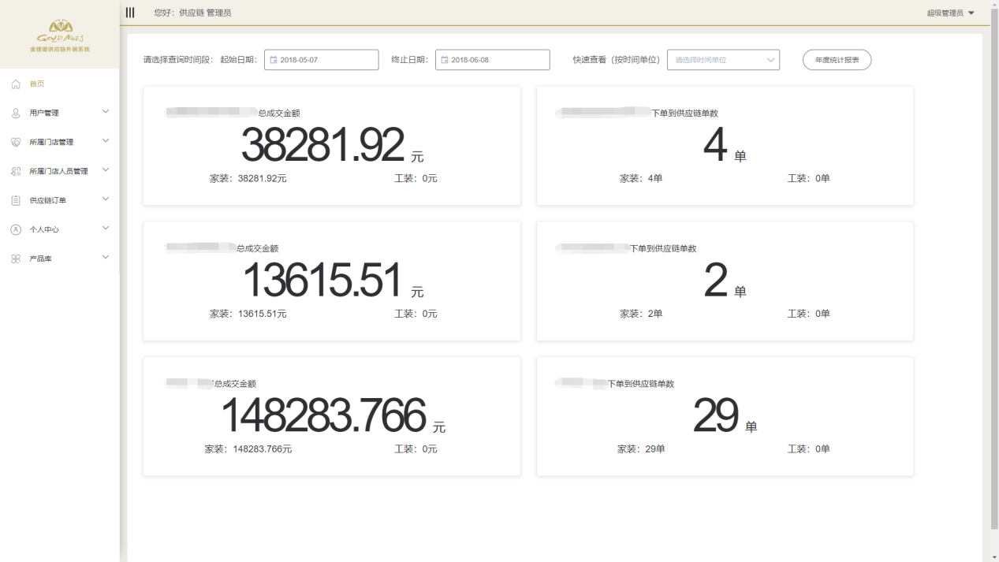 您好：供应链 管理员
超级管理员
GOLD MANTIS
金螳螂供应链外销系统
首页
用户管理
所属门店管理
所属门店人员管理
供应链订单
个人中心
产品库
请选择查询时间段： 起始日期： 2018-05-07 终止日期： 2018-06-08 快速查看（按时间单位） 请选择时间单位 年度统计报表
总成交金额
38281.92 元
家装：38281.92元 工装：0元
下单到供应链单数
4 单
家装：4单 工装：0单
总成交金额
13615.51 元
家装：13615.51元 工装：0元
下单到供应链单数
2 单
家装：2单 工装：0单
总成交金额
148283.766 元
家装：148283.766元 工装：0元
下单到供应链单数
29 单
家装：29单 工装：0单